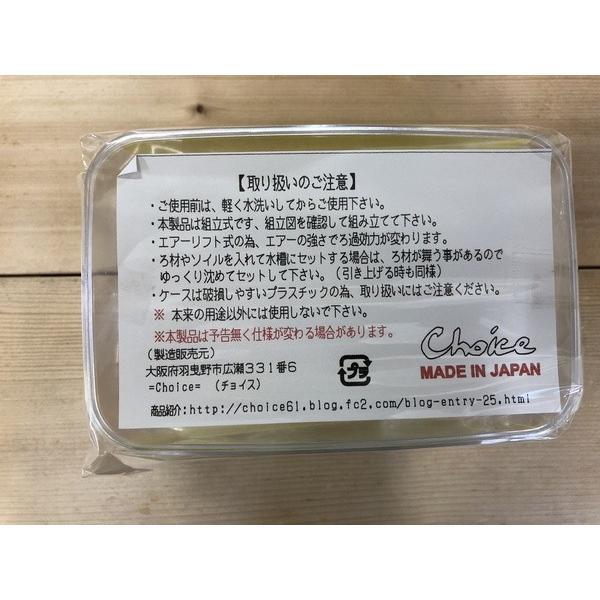 【取り扱いのご注意】
・ご使用前は、軽く水洗いしてからご使用下さい。
・本製品は組立式です、組立図を確認して組み立てて下さい。
・エアーリフト式の為、エアーの強さでろ過効力が変わります。
・ろ材やソイルを入れて水槽にセットする場合は、ろ材が舞う事があるので
ゆっくり沈めてセットして下さい。（引き上げる時も同様）
・ケースは破損しやすいプラスチックの為、取り扱いにはご注意ください。
※ 本来の用途以外には使用しないで下さい。
※本製品は予告無く仕様が変わる場合があります。
（製造販売元）
大阪府羽曳野市広瀬３３１番６
=Choice= （チョイス）
プラ
Choice
MADE IN JAPAN
商品紹介:http://choice61.blog.fc2.com/blog-entry-25.html